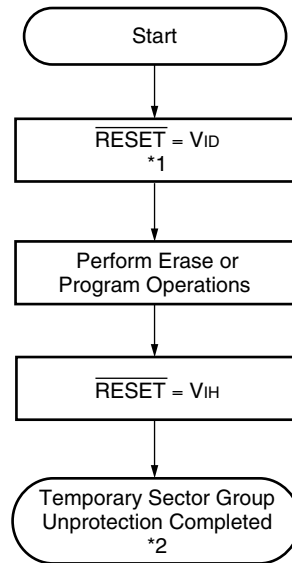 Start
RESET = VID
*1
Perform Erase or
Program Operations
RESET = VIH
Temporary Sector Group
Unprotection Completed
*2